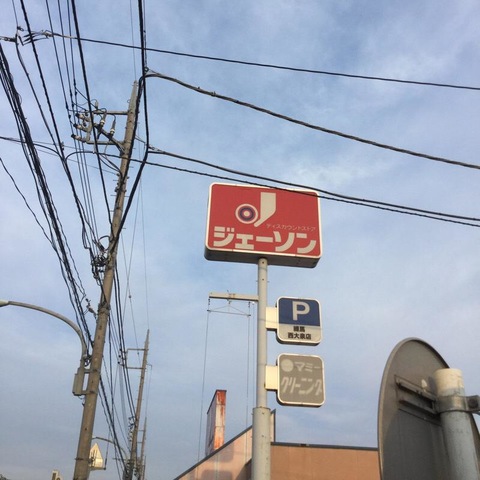 ディスカウントストア
ジェーソン
P
練馬
西大泉店
マミー
クリーニング